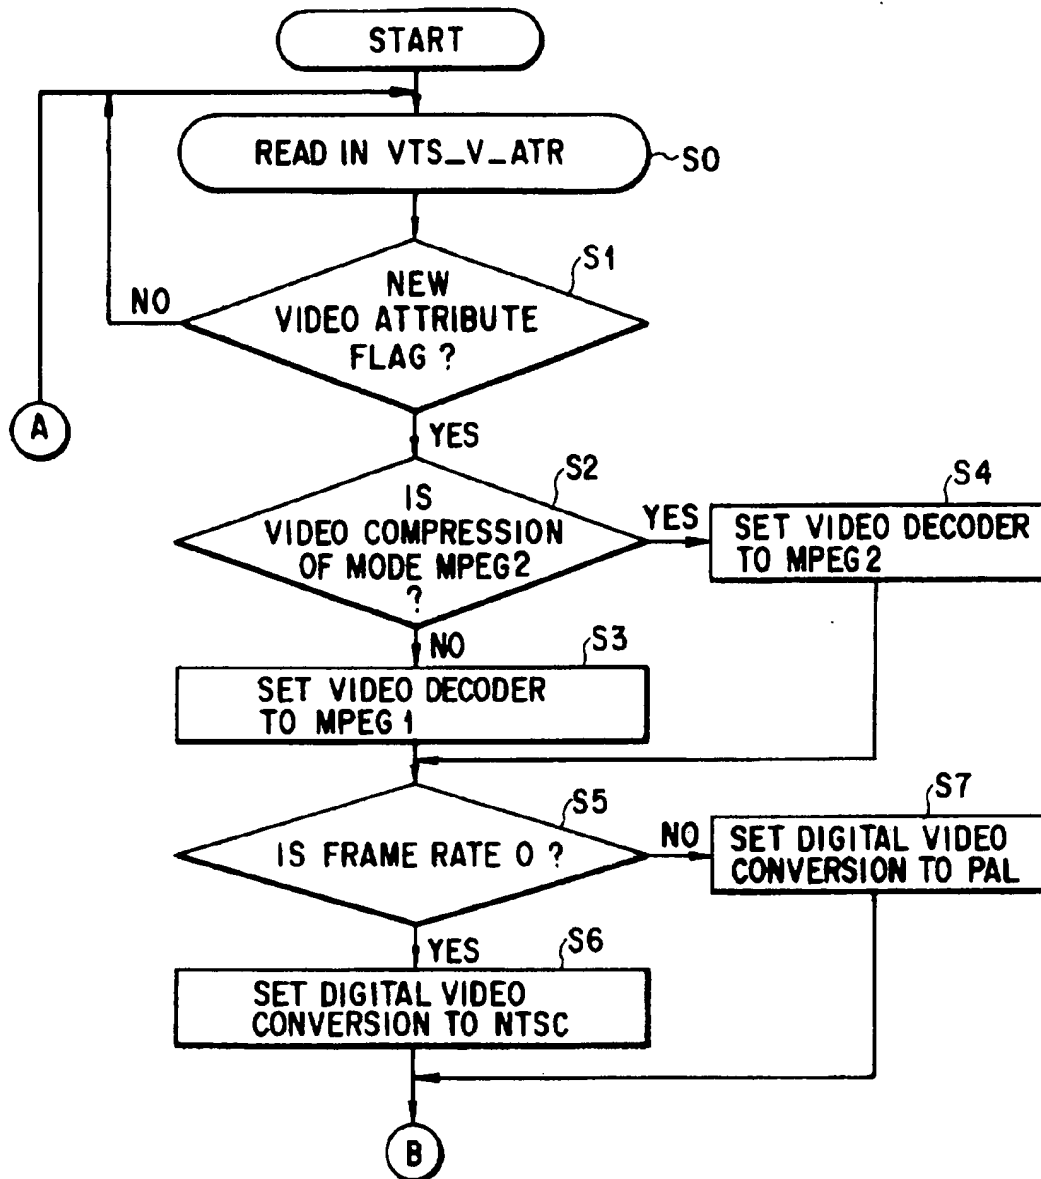 START
READ IN VTS_V_ATR
S0
S1
NEW
VIDEO ATTRIBUTE
FLAG ?
NO
A
YES
S2
IS
VIDEO COMPRESSION
OF MODE MPEG2
?
YES
S4
SET VIDEO DECODER
TO MPEG2
NO
S3
SET VIDEO DECODER
TO MPEG1
S5
IS FRAME RATE 0 ?
NO
S7
SET DIGITAL VIDEO
CONVERSION TO PAL
YES
S6
SET DIGITAL VIDEO
CONVERSION TO NTSC
B